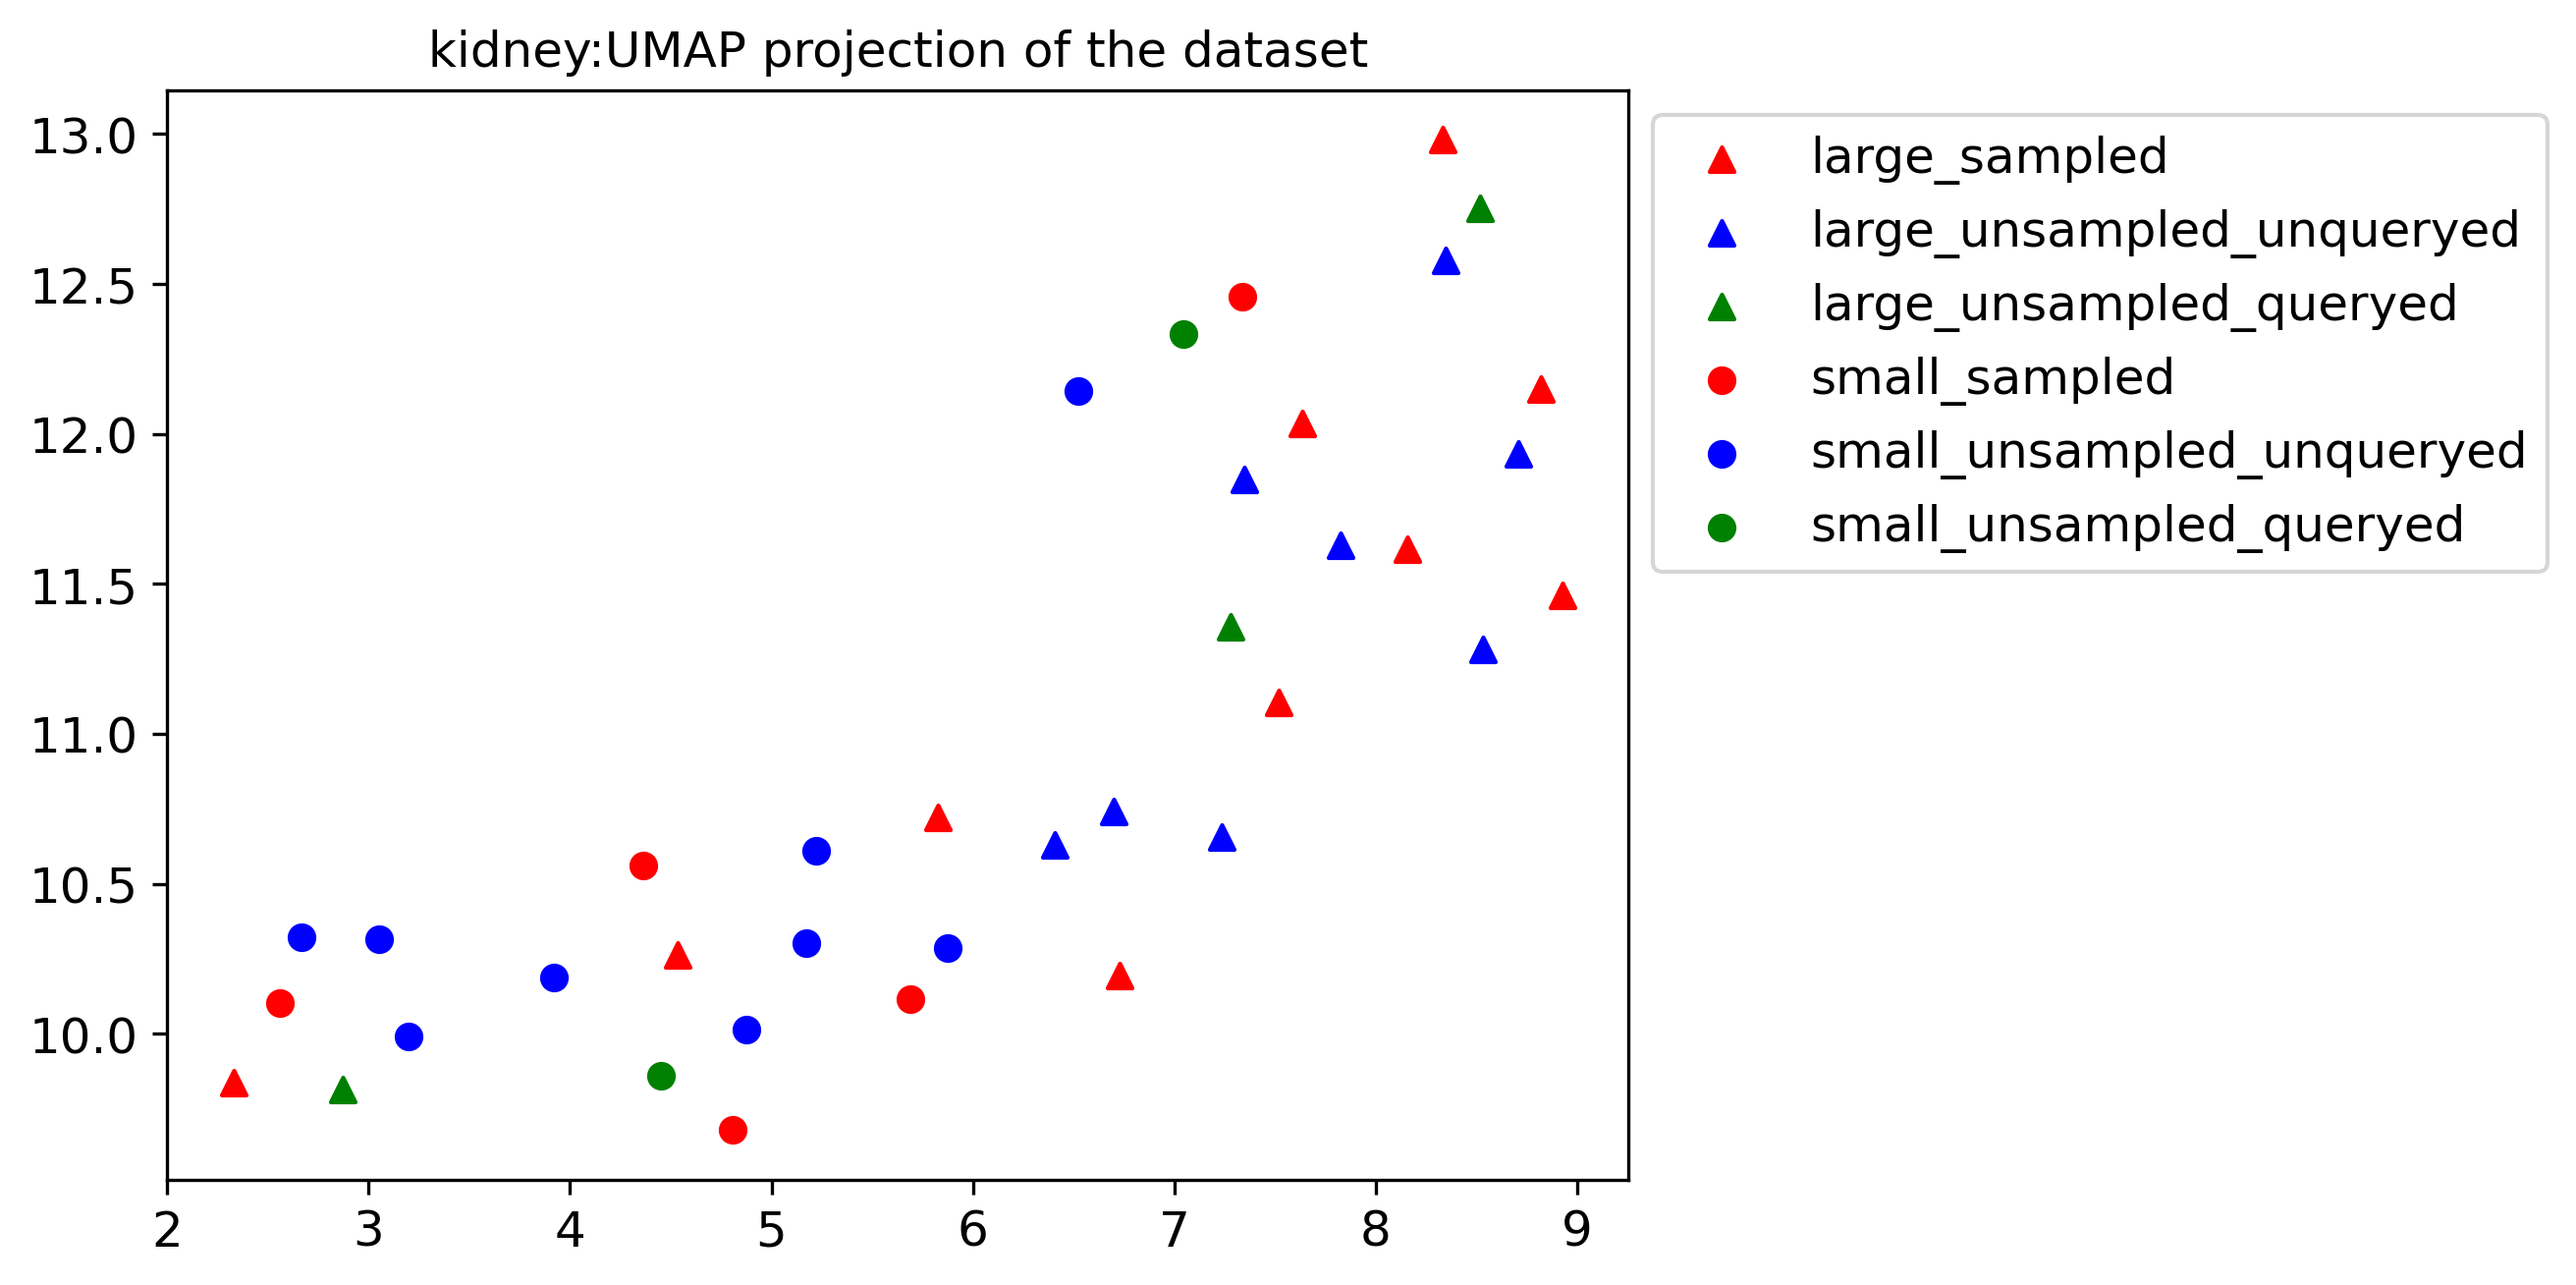 kidney:UMAP projection of the dataset
13.0
12.5
12.0
11.5
11.0
10.5
10.0
2 3 4 5 6 7 8 9
large_sampled
large_unsampled_unqueryed
large_unsampled_queryed
small_sampled
small_unsampled_unqueryed
small_unsampled_queryed